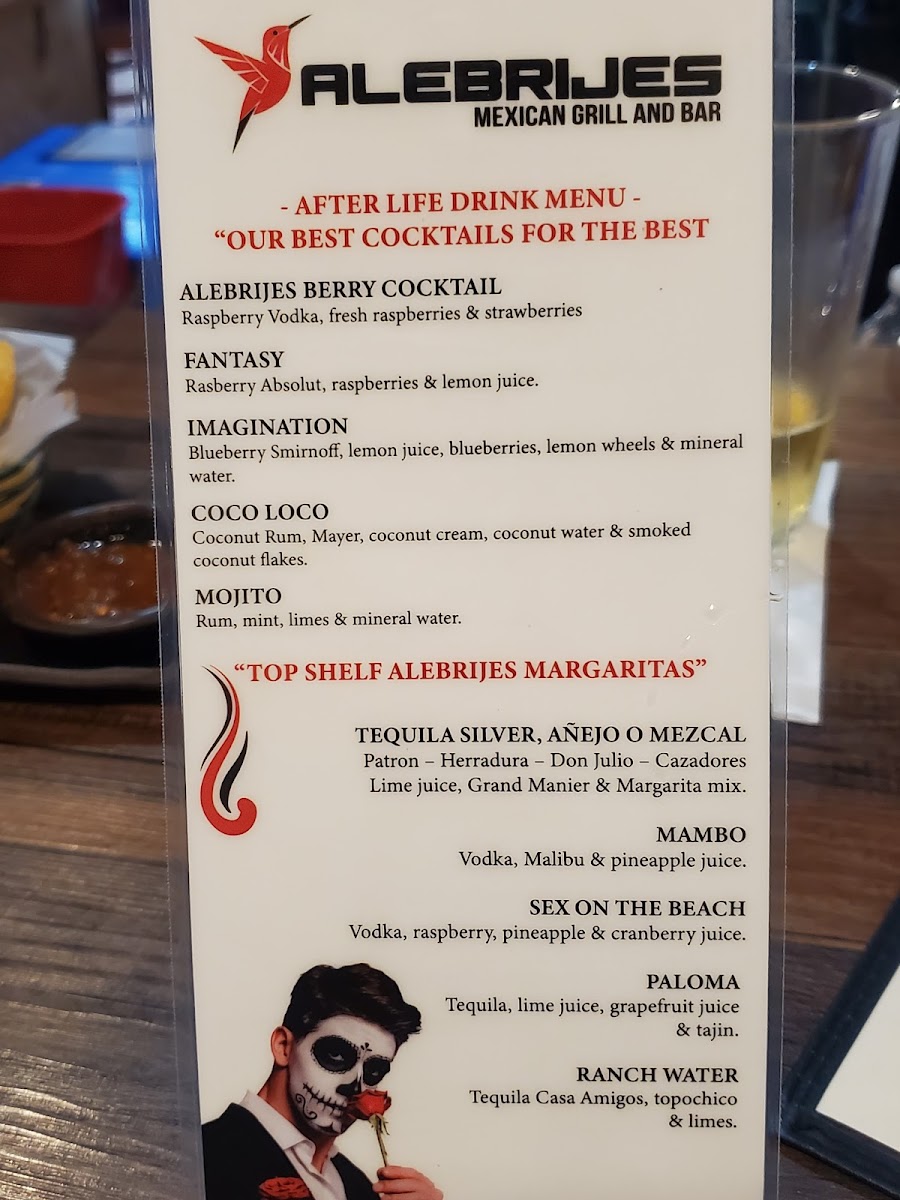 ALEBRIJES
MEXICAN GRILL AND BAR
- AFTER LIFE DRINK MENU -
“OUR BEST COCKTAILS FOR THE BEST
ALEBRIJES BERRY COCKTAIL
Raspberry Vodka, fresh raspberries & strawberries
FANTASY
Rasberry Absolut, raspberries & lemon juice.
IMAGINATION
Blueberry Smirnoff, lemon juice, blueberries, lemon wheels & mineral
water.
COCO LOCO
Coconut Rum, Mayer, coconut cream, coconut water & smoked
coconut flakes.
MOJITO
Rum, mint, limes & mineral water.
“TOP SHELF ALEBRIJES MARGARITAS”
TEQUILA SILVER, AÑEJO O MEZCAL
Patron – Herradura – Don Julio – Cazadores
Lime juice, Grand Manier & Margarita mix.
MAMBO
Vodka, Malibu & pineapple juice.
SEX ON THE BEACH
Vodka, raspberry, pineapple & cranberry juice.
PALOMA
Tequila, lime juice, grapefruit juice
& tajin.
RANCH WATER
Tequila Casa Amigos, topochico
& limes.